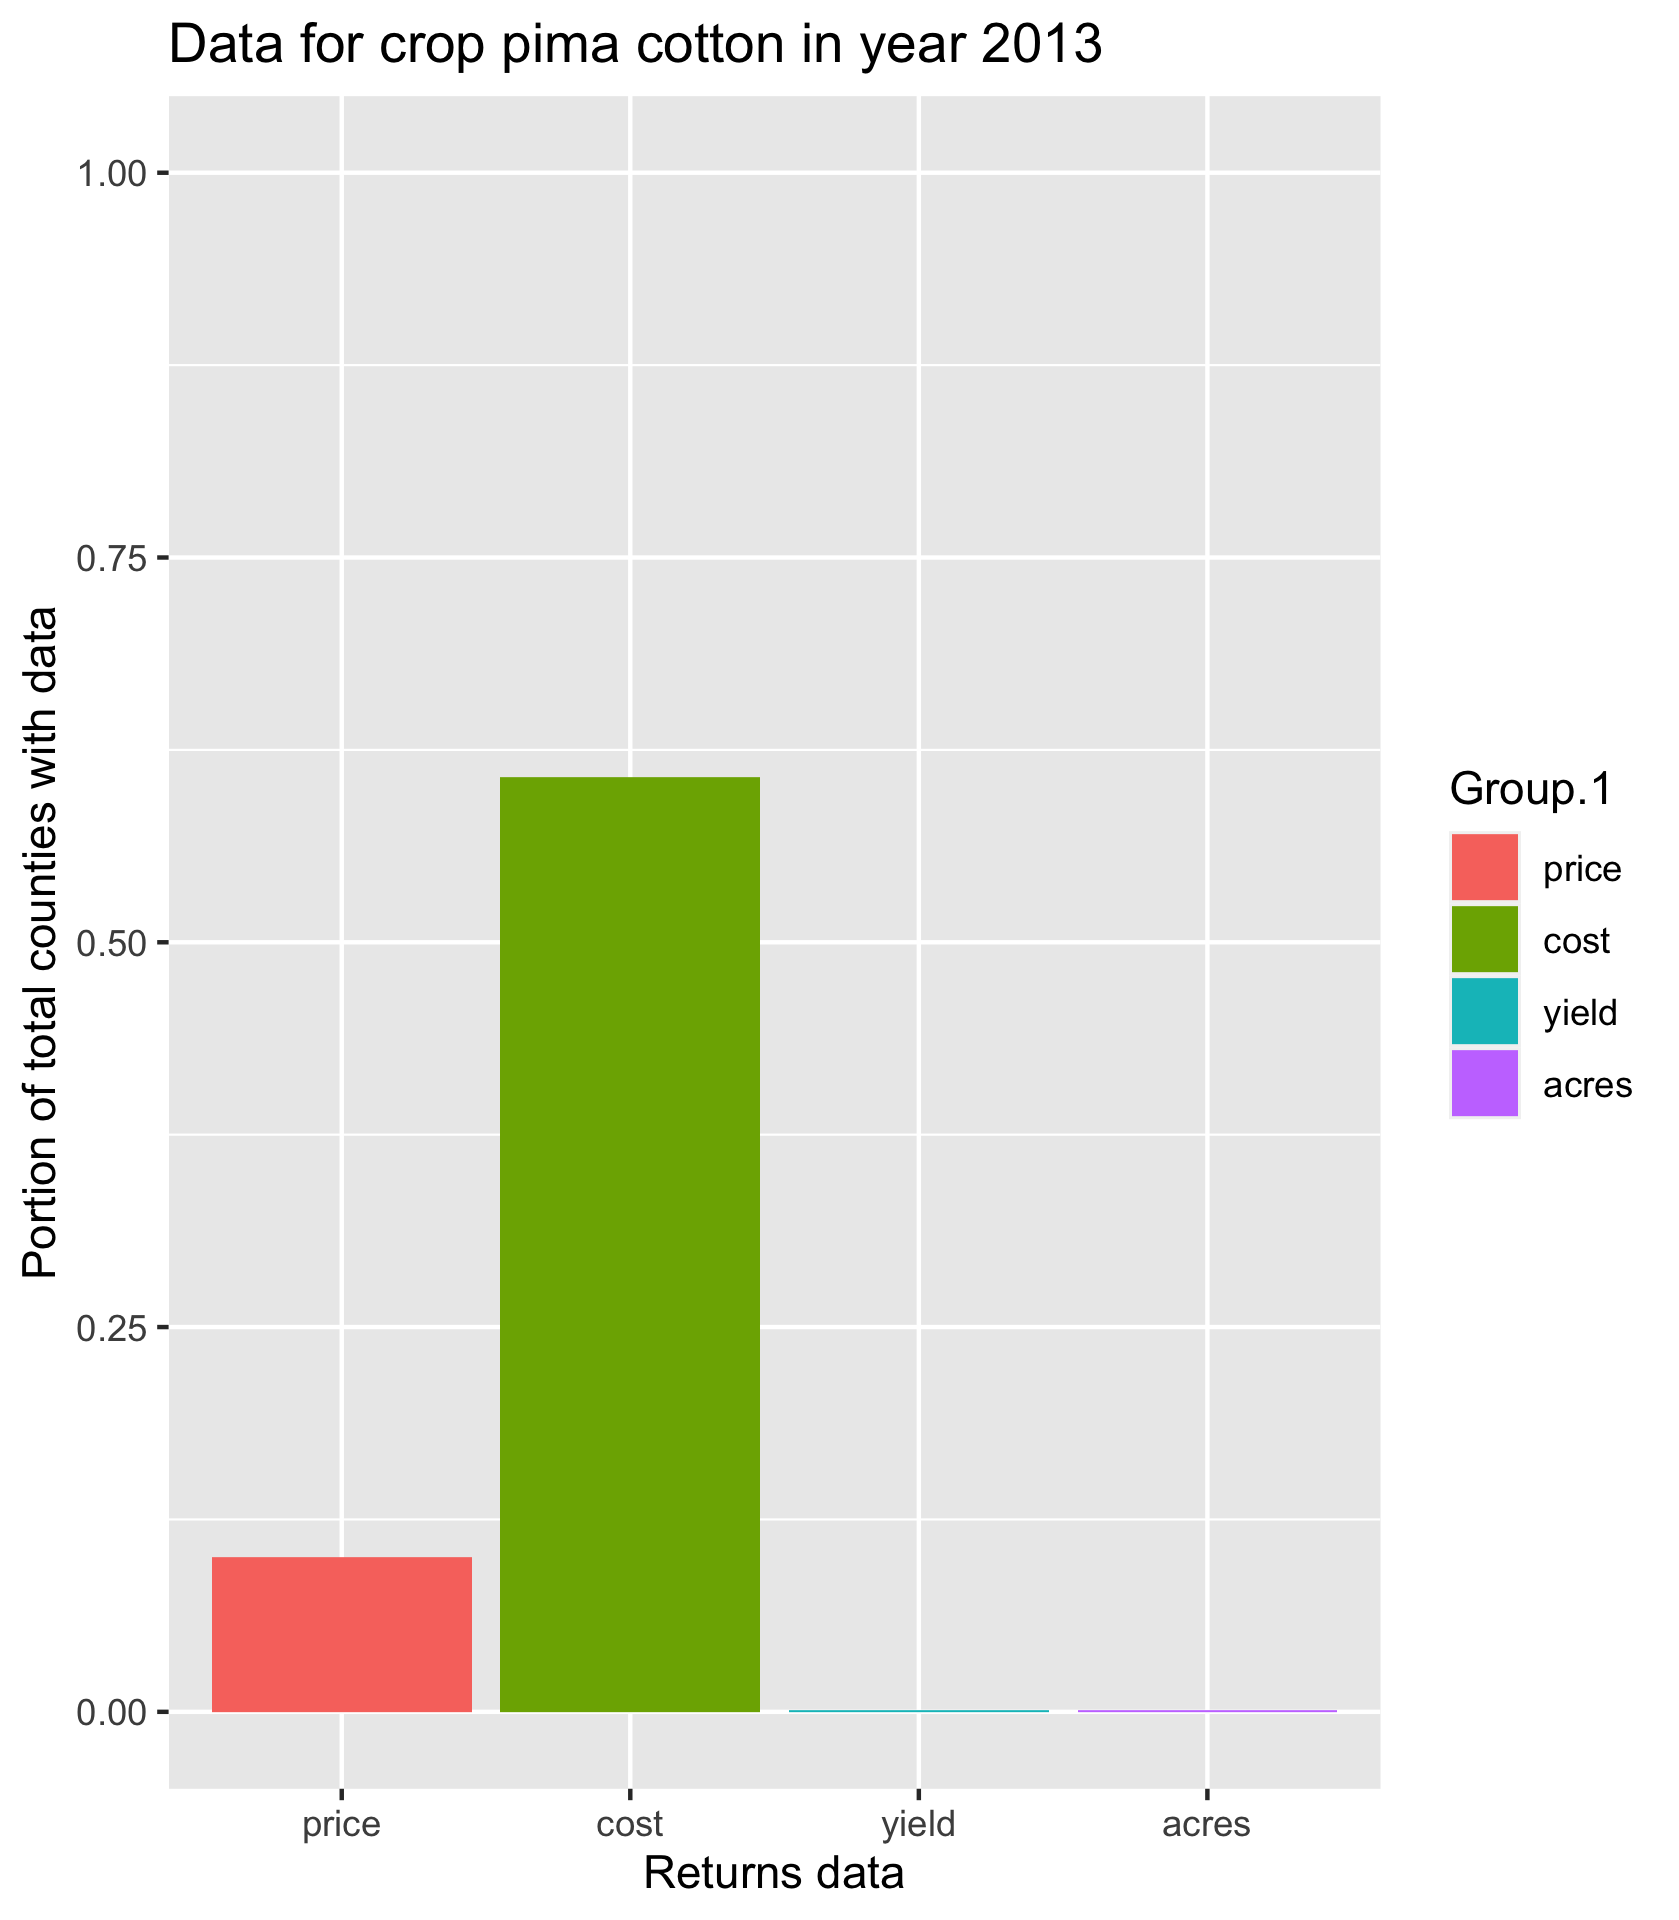 Data for crop pima cotton in year 2013
Portion of total counties with data
1.00
0.75
0.50
0.25
0.00
price
cost
yield
acres
Returns data
Group.1
price
cost
yield
acres